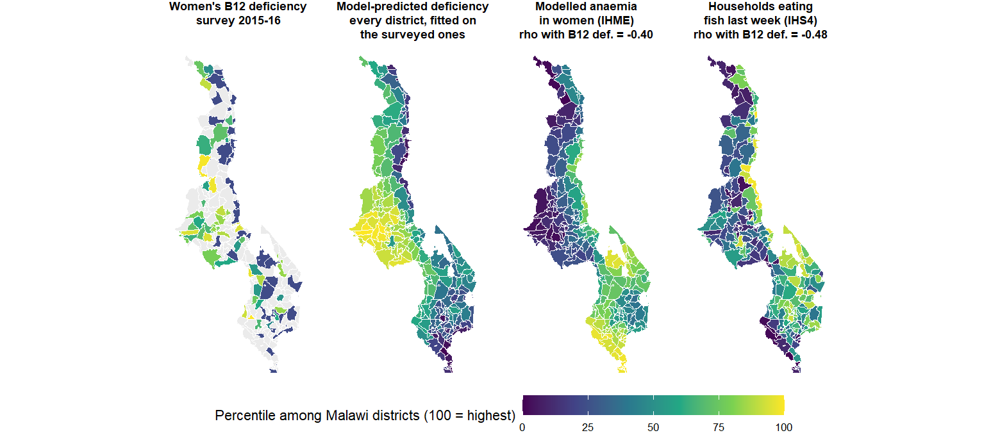 Women's B12 deficiency
survey 2015-16
Model-predicted deficiency
every district, fitted on
the surveyed ones
Modelled anaemia
in women (IHME)
rho with B12 def. = -0.40
Households eating
fish last week (IHS4)
rho with B12 def. = -0.48
Percentile among Malawi districts (100 = highest)
0 25 50 75 100